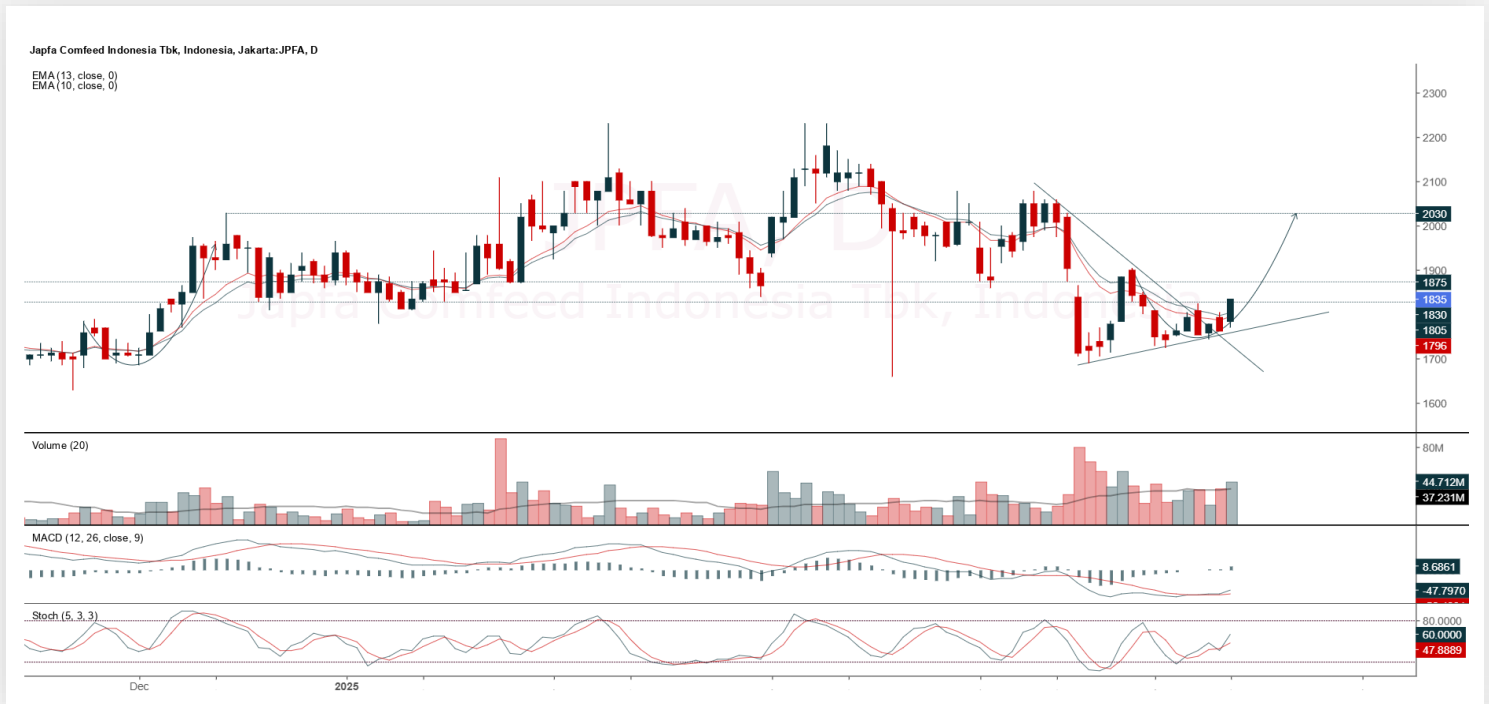 Japfa Comfeed Indonesia Tbk, Indonesia, Jakarta:JPFA, D
EMA (13, close, 0)
EMA (10, close, 0)
JPFA, D
Japfa Comfeed Indonesia Tbk, Indonesia
2300
2200
2100
2030
2000
1900
1875
1835
1830
1805
1796
1700
1600
Volume (20)
80M
44.712M
37.231M
MACD (12, 26, close, 9)
8.6861
-47.7970
Stoch (5, 3, 3)
80.0000
60.0000
47.8889
Dec
2025